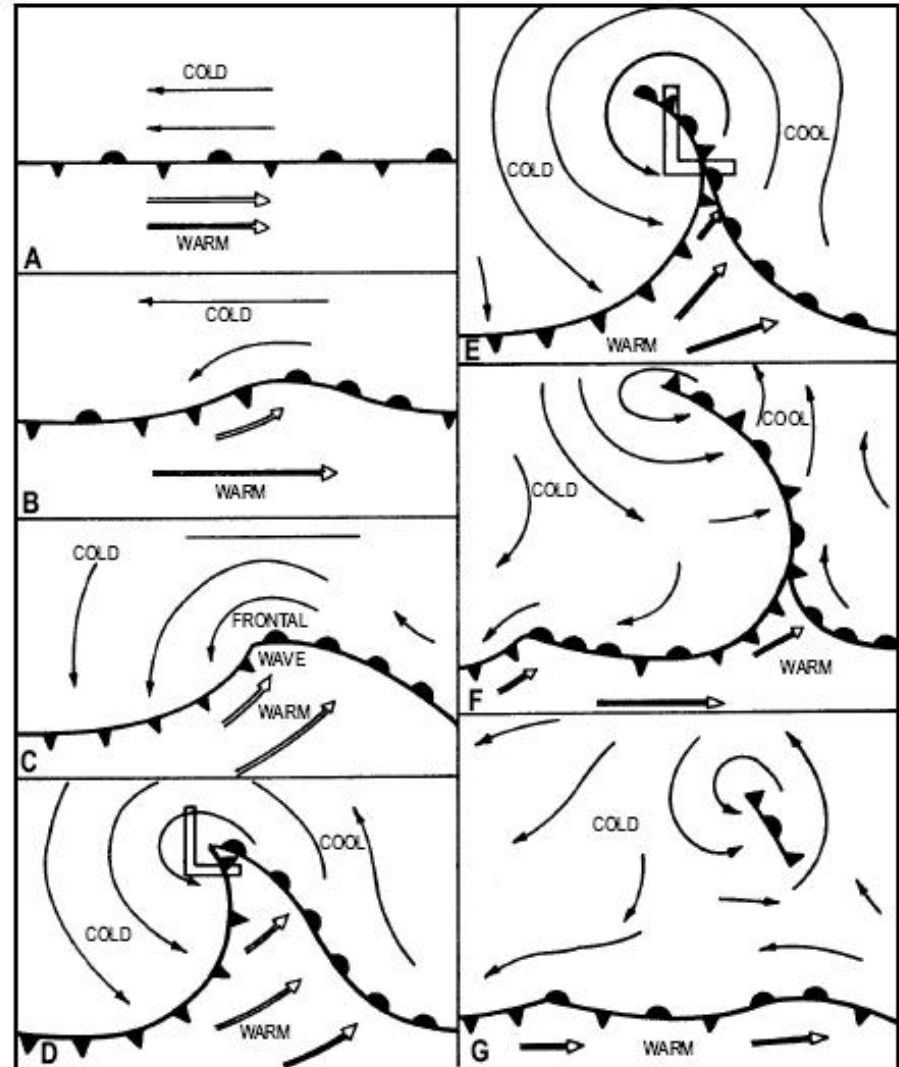 COLD
WARM
A
COLD
WARM
B
COLD
FRONTAL
WAVE
WARM
C
L
COOL
COLD
WARM
D
L
COOL
COLD
WARM
E
COOL
COLD
WARM
F
COLD
WARM
G